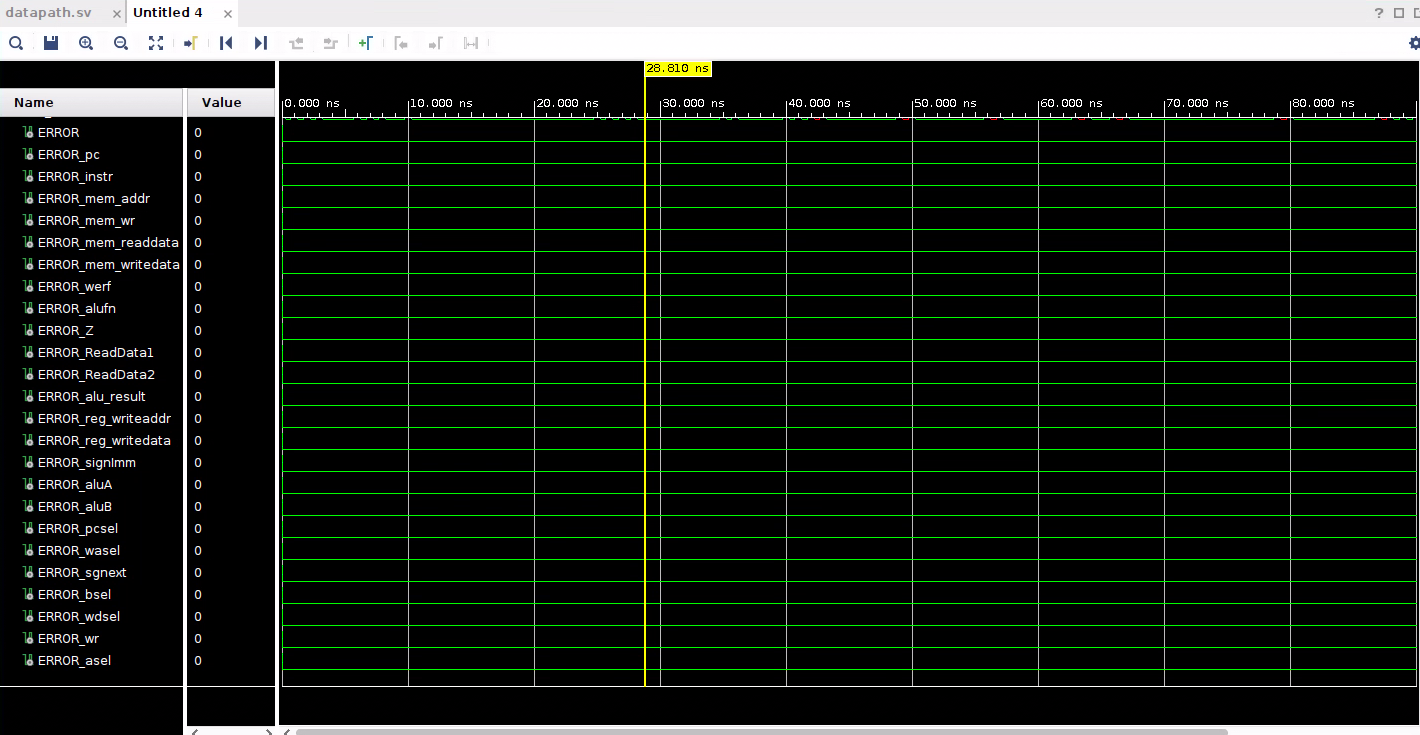 datapath.sv × Untitled 4 ×
?
28.810 ns
Name Value
0.000 ns 10.000 ns 20.000 ns 30.000 ns 40.000 ns 50.000 ns 60.000 ns 70.000 ns 80.000 ns
ERROR 0
ERROR_pc 0
ERROR_instr 0
ERROR_mem_addr 0
ERROR_mem_wr 0
ERROR_mem_readdata 0
ERROR_mem_writedata 0
ERROR_werf 0
ERROR_alufn 0
ERROR_Z 0
ERROR_ReadData1 0
ERROR_ReadData2 0
ERROR_alu_result 0
ERROR_reg_writeaddr 0
ERROR_reg_writedata 0
ERROR_signImm 0
ERROR_aluA 0
ERROR_aluB 0
ERROR_pcsel 0
ERROR_wasel 0
ERROR_sgnext 0
ERROR_bsel 0
ERROR_wdsel 0
ERROR_wr 0
ERROR_asel 0